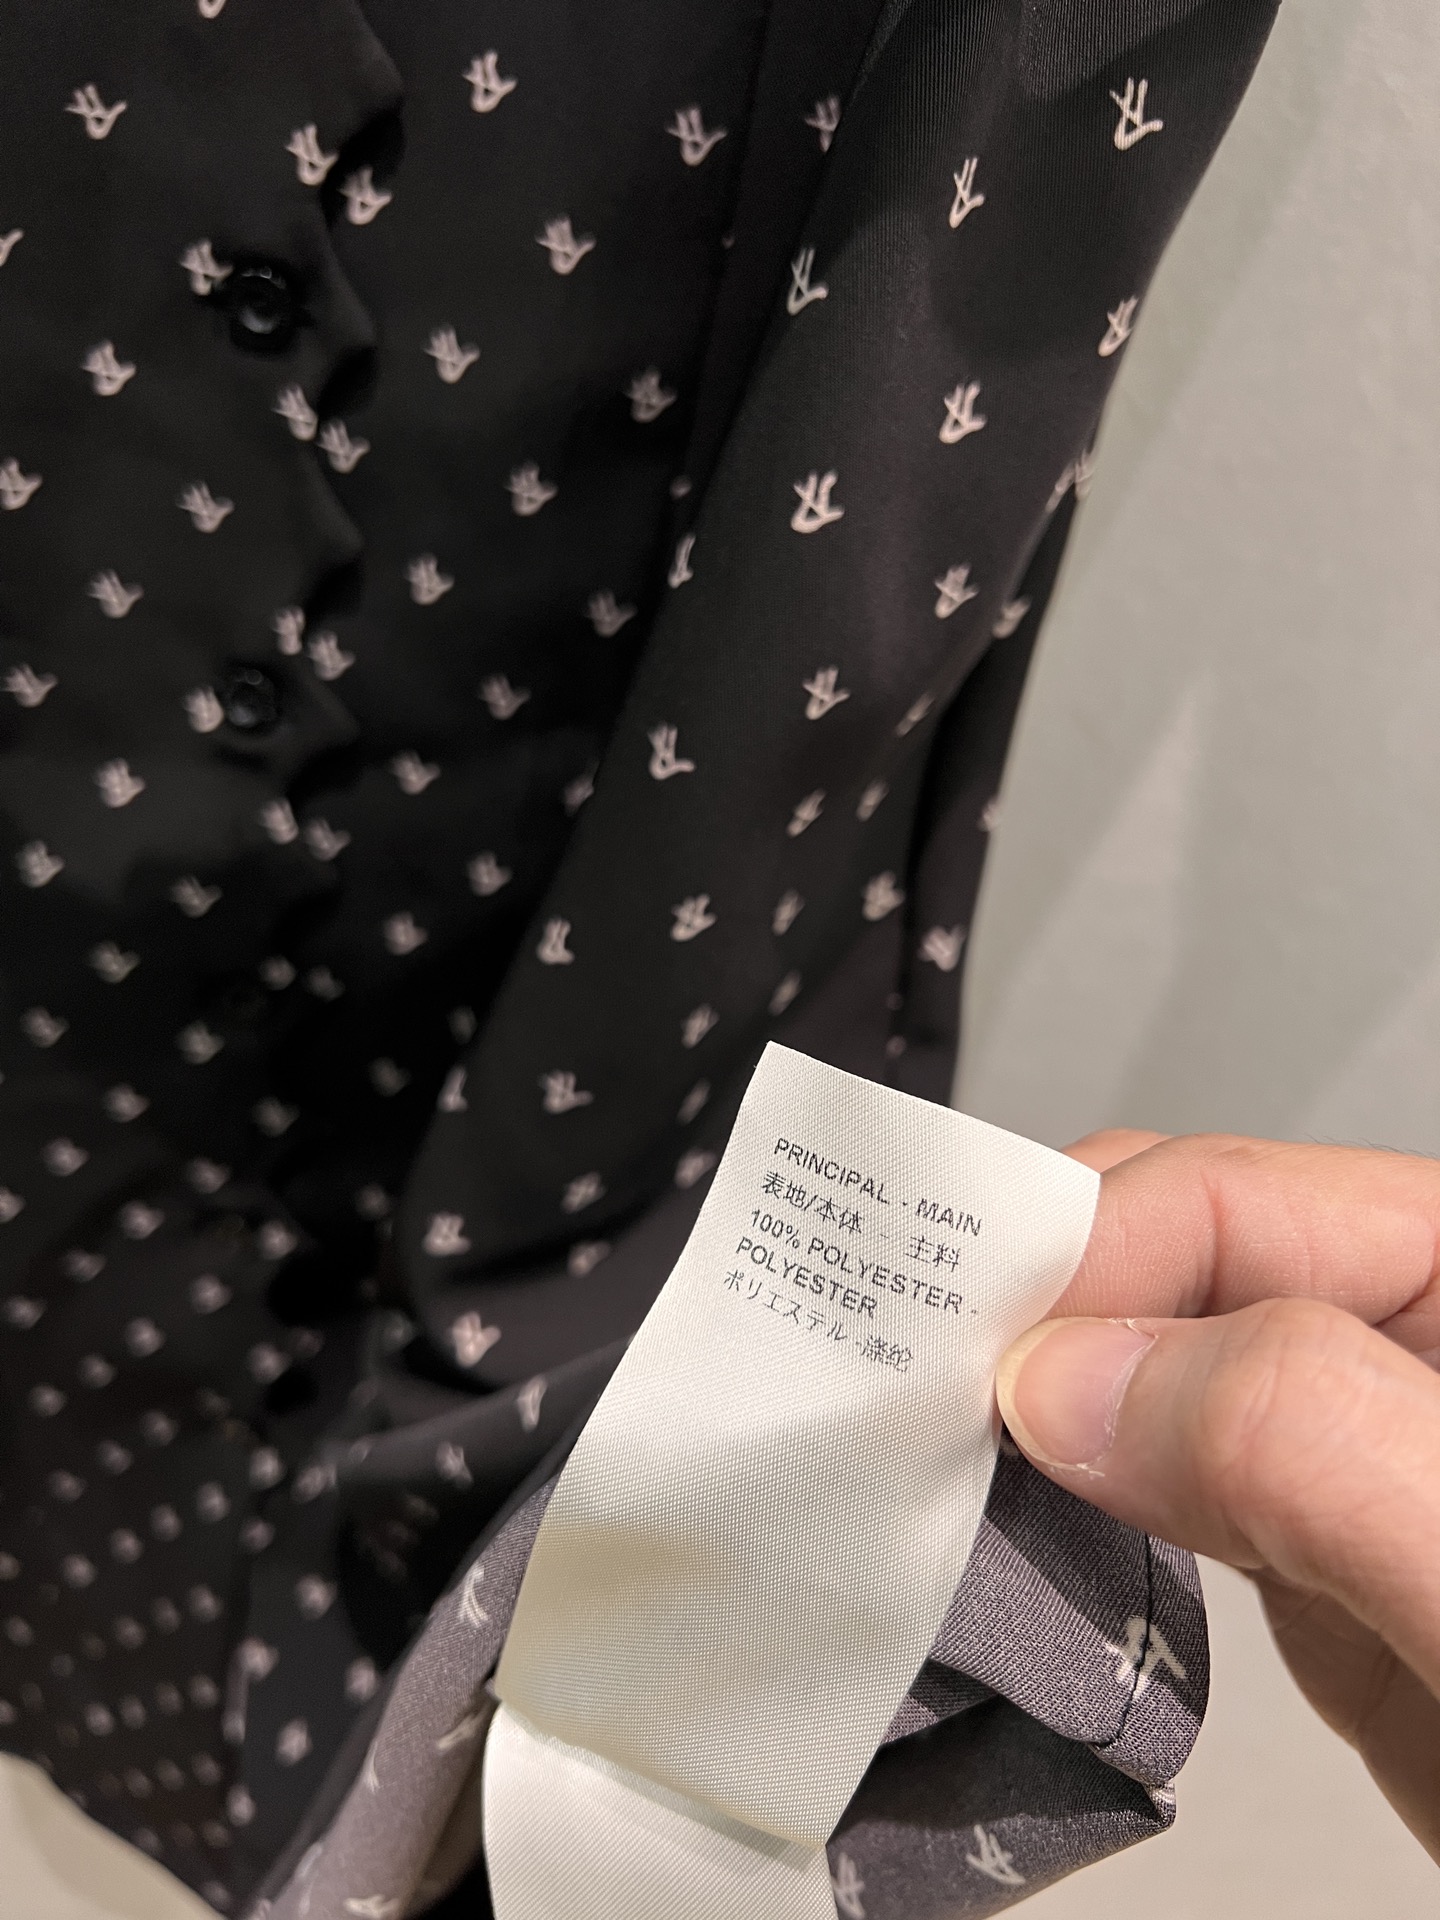 PRINCIPAL - MAIN
表地/本体 - 主料
100% POLYESTER -
POLYESTER
ポリエステル -涤纶